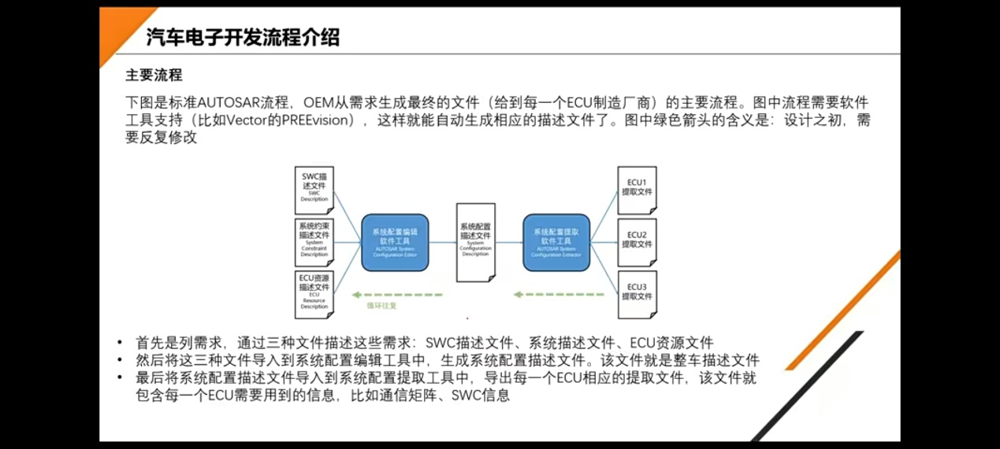 汽车电子开发流程介绍
主要流程
下图是标准AUTOSAR流程，OEM从需求生成最终的文件（给到每一个ECU制造厂商）的主要流程。图中流程需要软件
工具支持（比如Vector的PREEvision），这样就能自动生成相应的描述文件了。图中绿色箭头的含义是：设计之初，需
要反复修改
SWC描
述文件
SWC
Description
系统约束
描述文件
System
Constraint
Description
ECU资源
描述文件
ECU
Resource
Description
系统配置编辑
软件工具
AUTOSAR System
Configuration Editor
系统配置
描述文件
System
Configuration
Description
系统配置提取
软件工具
AUTOSAR System
Configuration Extractor
ECU1
提取文件
ECU2
提取文件
ECU3
提取文件
循环往复
• 首先是列需求，通过三种文件描述这些需求：SWC描述文件、系统描述文件、ECU资源文件
• 然后将这三种文件导入到系统配置编辑工具中，生成系统配置描述文件。该文件就是整车描述文件
• 最后将系统配置描述文件导入到系统配置提取工具中，导出每一个ECU相应的提取文件，该文件就
包含每一个ECU需要用到的信息，比如通信矩阵、SWC信息